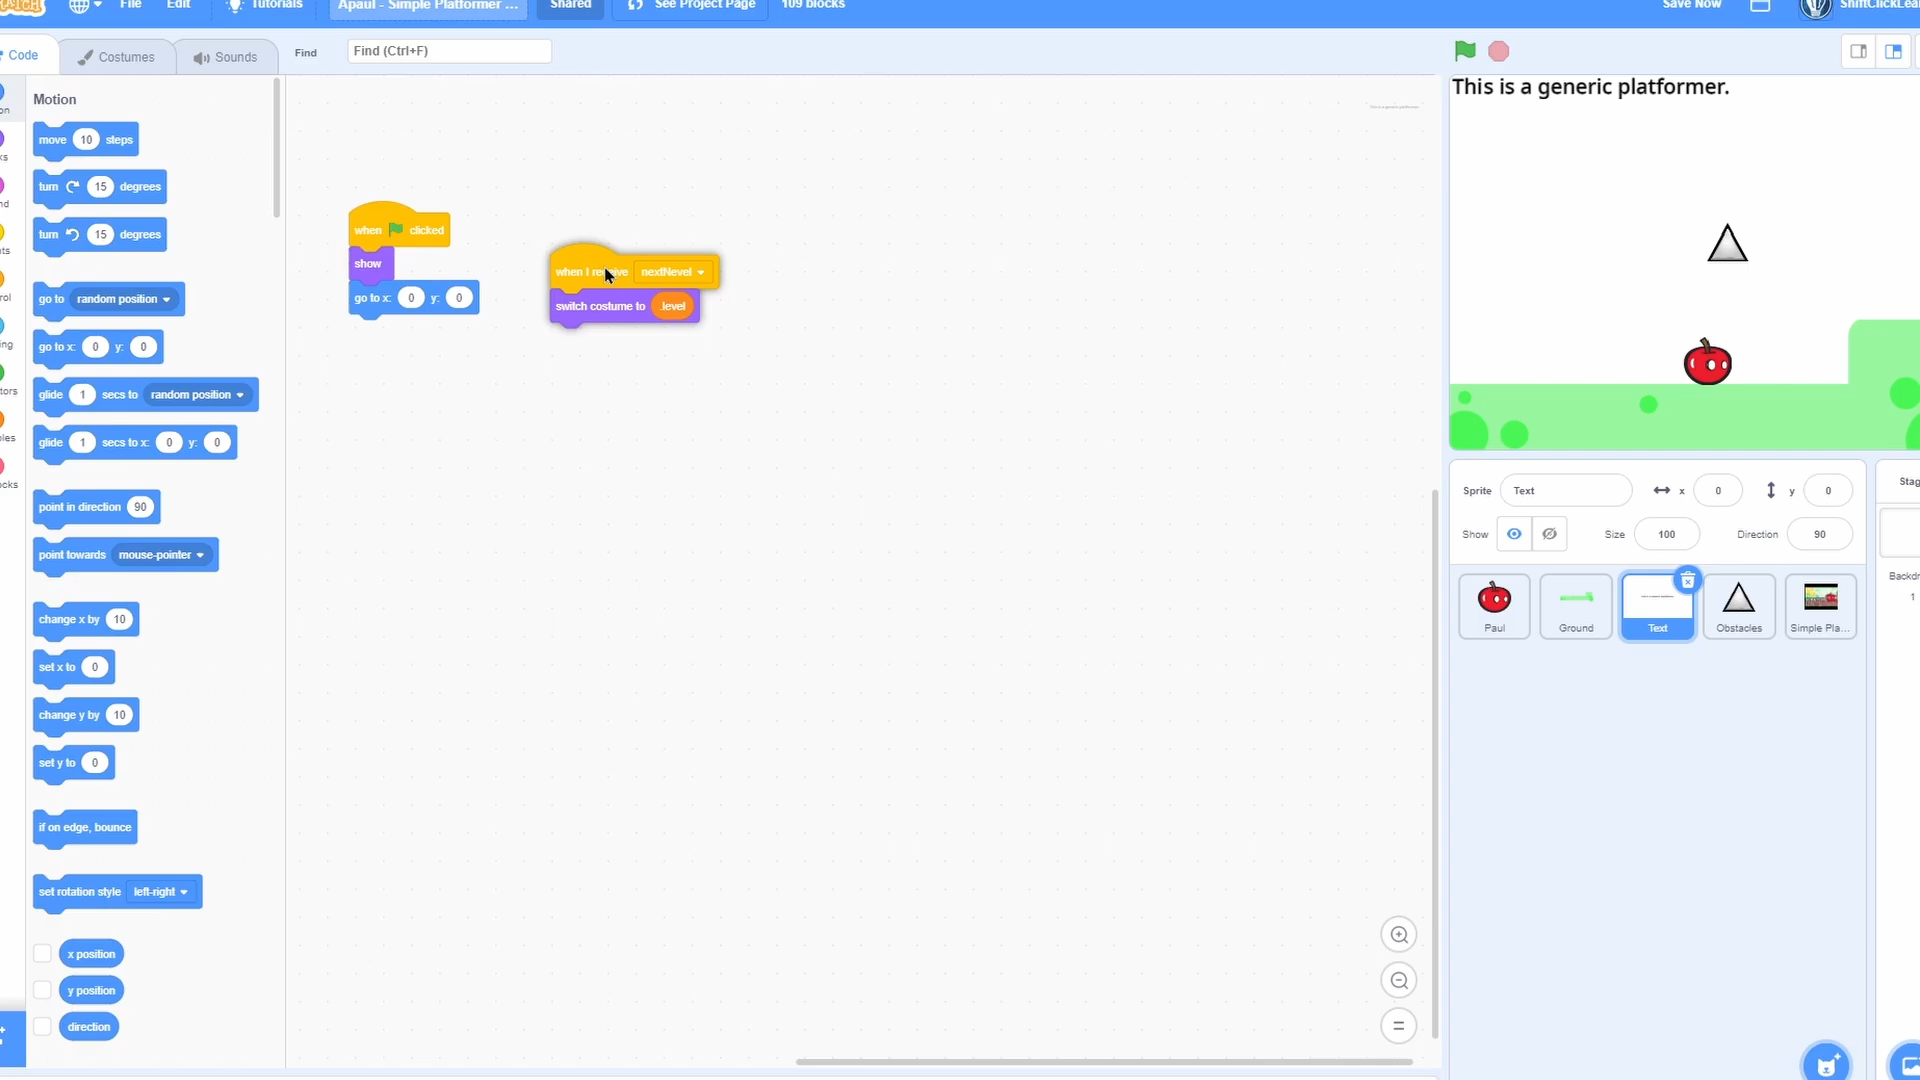 File Edit Tutorials Apaul - Simple Platformer ... Shared See Project Page 109 blocks Save Now
Code Costumes Sounds Find Find (Ctrl+F)
Motion
move 10 steps
turn 15 degrees
turn 15 degrees
go to random position
go to x: 0 y: 0
glide 1 secs to random position
glide 1 secs to x: 0 y: 0
point in direction 90
point towards mouse-pointer
change x by 10
set x to 0
change y by 10
set y to 0
if on edge, bounce
set rotation style left-right
x position
y position
direction
when clicked
show
go to x: 0 y: 0
when I receive nextNevel
switch costume to level
This is a generic platformer.
Sprite Text x 0 y 0
Show Size 100 Direction 90
Paul Ground Text Obstacles Simple Pla...
1